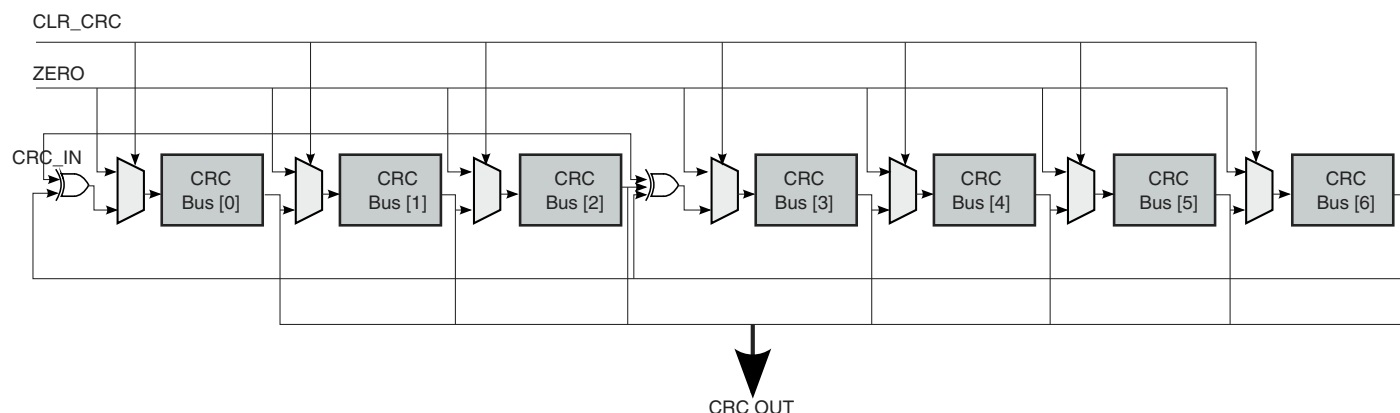 CLR_CRC
ZERO
CRC_IN
CRC
Bus [0]
CRC
Bus [1]
CRC
Bus [2]
CRC
Bus [3]
CRC
Bus [4]
CRC
Bus [5]
CRC
Bus [6]
CRC OUT